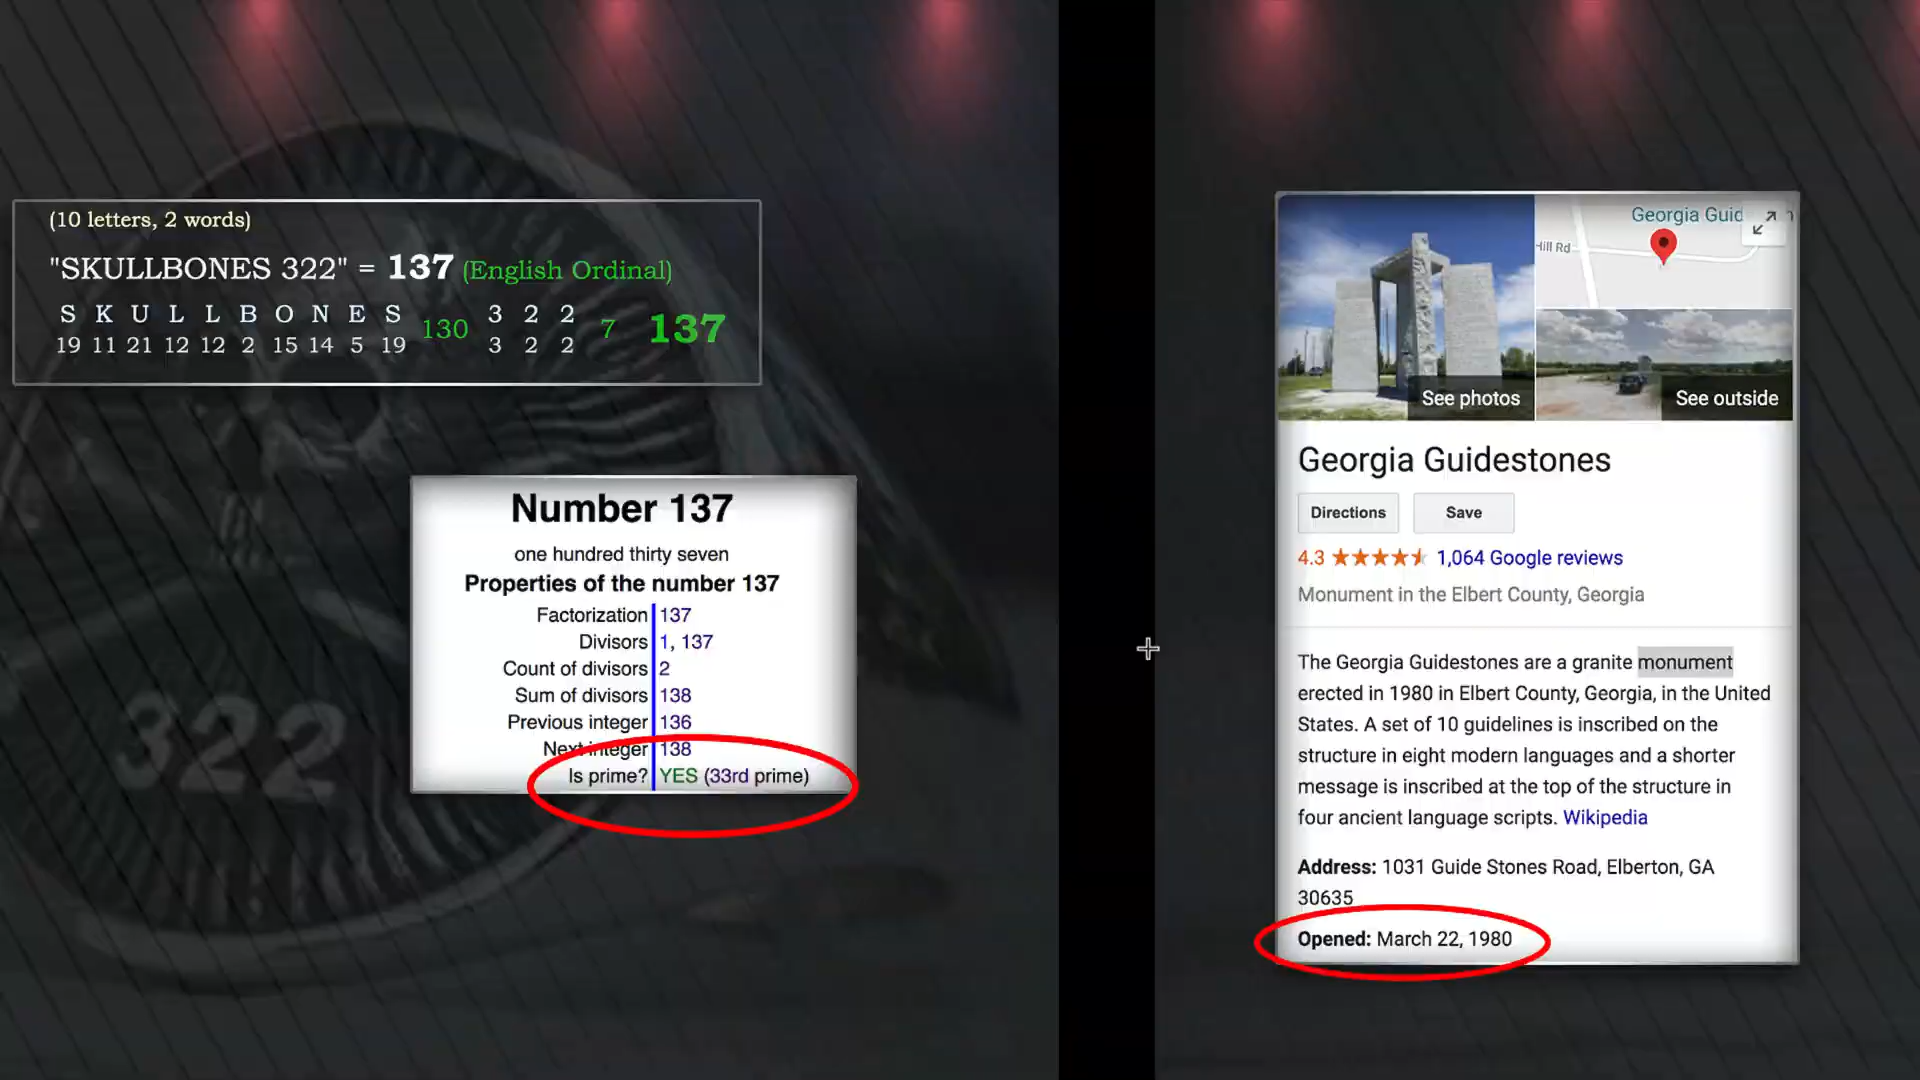 (10 letters, 2 words)
"SKULLBONES 322" = 137 (English Ordinal)
S K U L L B O N E S 130 3 2 2 7 137
19 11 21 12 12 2 15 14 5 19 3 2 2
322
Number 137
one hundred thirty seven
Properties of the number 137
Factorization 137
Divisors 1, 137
Count of divisors 2
Sum of divisors 138
Previous integer 136
Next integer 138
Is prime? YES (33rd prime)
Georgia Guid
Hill Rd
See photos
See outside
Georgia Guidestones
Directions Save
4.3 1,064 Google reviews
Monument in the Elbert County, Georgia
The Georgia Guidestones are a granite monument
erected in 1980 in Elbert County, Georgia, in the United
States. A set of 10 guidelines is inscribed on the
structure in eight modern languages and a shorter
message is inscribed at the top of the structure in
four ancient language scripts. Wikipedia
Address: 1031 Guide Stones Road, Elberton, GA
30635
Opened: March 22, 1980